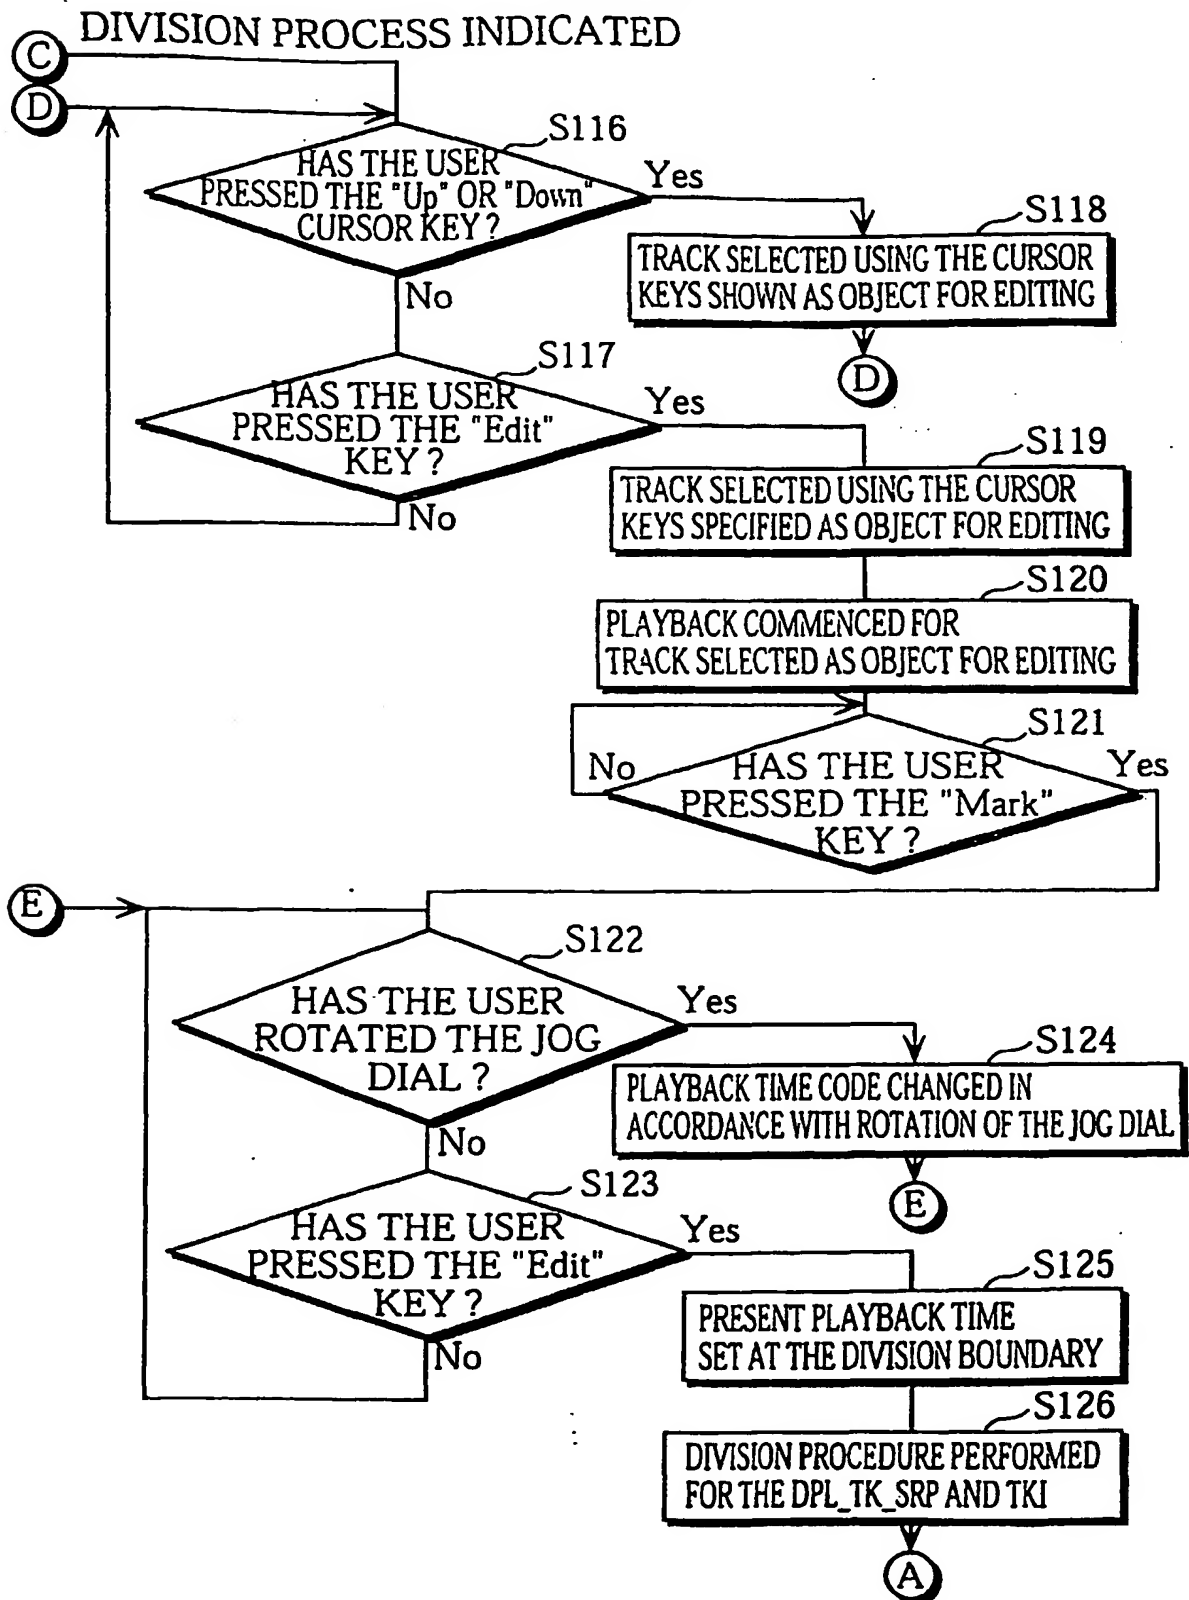 DIVISION PROCESS INDICATED
C
D
S116
HAS THE USER
PRESSED THE "Up" OR "Down"
CURSOR KEY ?
Yes
No
S118
TRACK SELECTED USING THE CURSOR
KEYS SHOWN AS OBJECT FOR EDITING
D
S117
HAS THE USER
PRESSED THE "Edit"
KEY ?
Yes
No
S119
TRACK SELECTED USING THE CURSOR
KEYS SPECIFIED AS OBJECT FOR EDITING
S120
PLAYBACK COMMENCED FOR
TRACK SELECTED AS OBJECT FOR EDITING
S121
No
HAS THE USER
PRESSED THE "Mark"
KEY ?
Yes
E
S122
HAS THE USER
ROTATED THE JOG
DIAL ?
Yes
No
S124
PLAYBACK TIME CODE CHANGED IN
ACCORDANCE WITH ROTATION OF THE JOG DIAL
E
S123
HAS THE USER
PRESSED THE "Edit"
KEY ?
Yes
No
S125
PRESENT PLAYBACK TIME
SET AT THE DIVISION BOUNDARY
S126
DIVISION PROCEDURE PERFORMED
FOR THE DPL_TK_SRP AND TKI
A